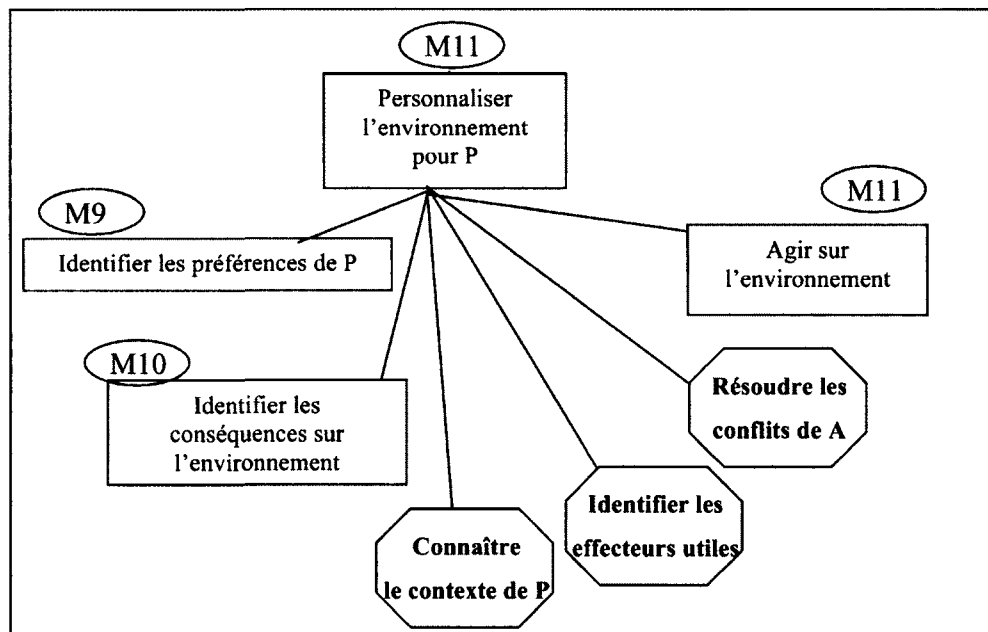 M11
Personnaliser
l’environnement
pour P
M11
Agir sur
l’environnement
M9
Identifier les préférences de P
M10
Identifier les
conséquences sur
l’environnement
Résoudre les
conflits de A
Identifier les
effecteurs utiles
Connaître
le contexte de P